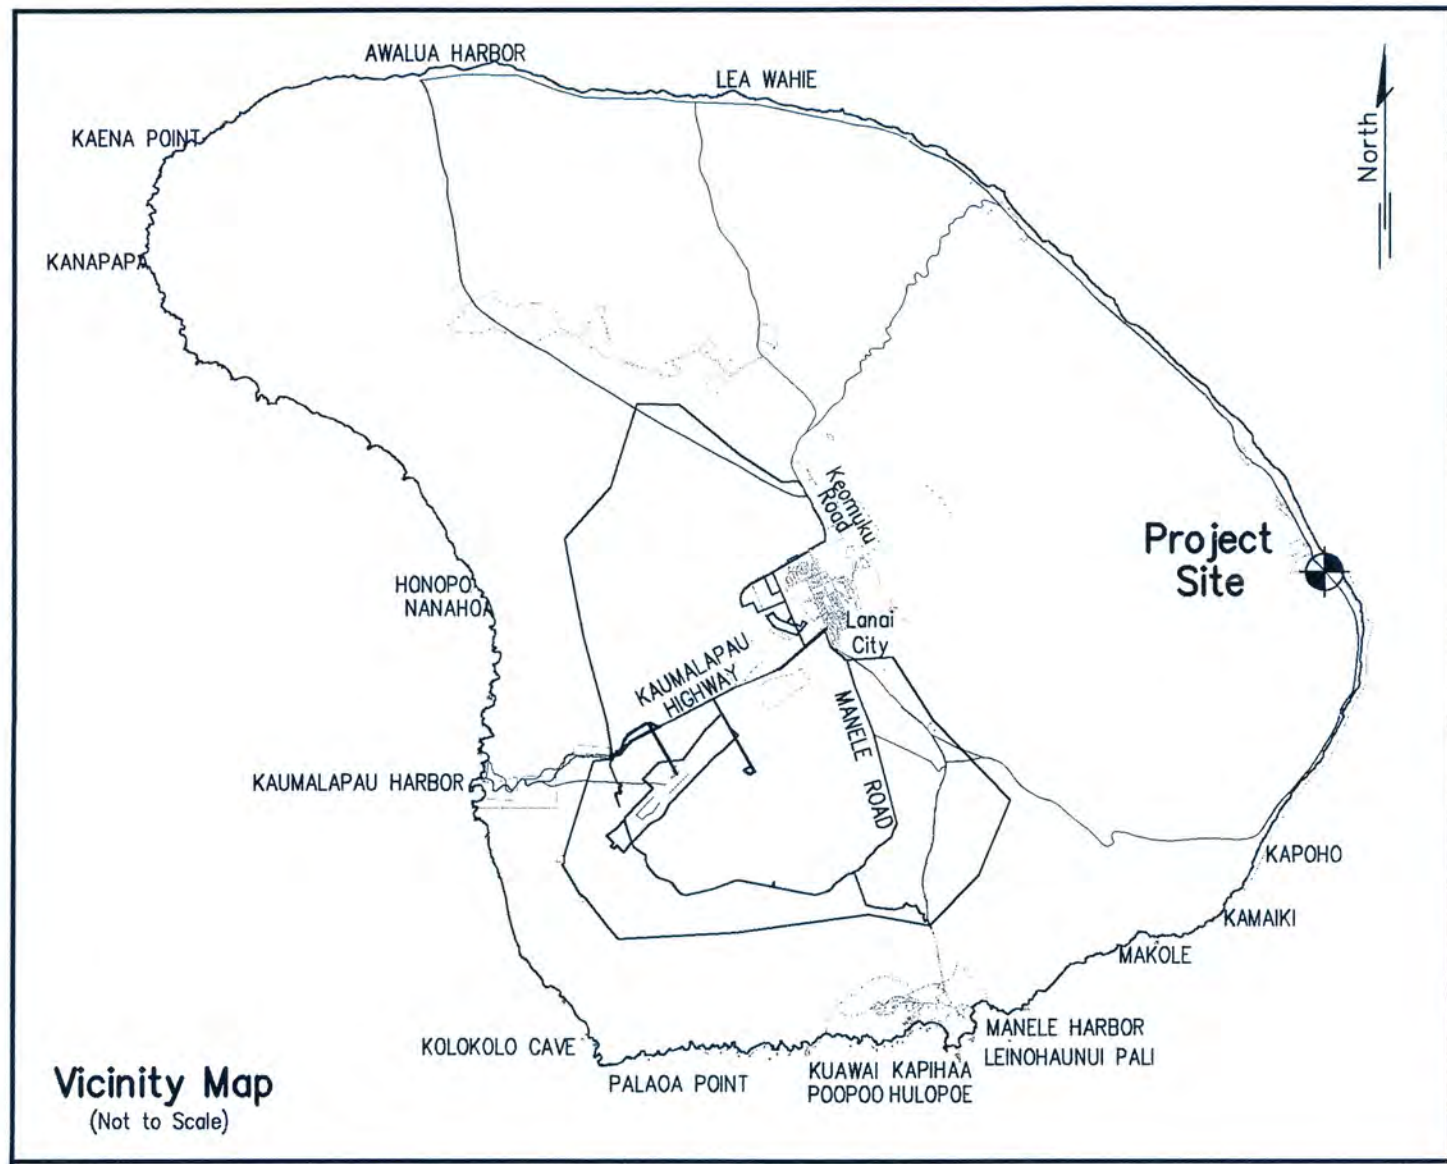 AWALUA HARBOR
LEA WAHIE
KAENA POINT
North
KANAPAPA
Keomuku
Road
Project
Site
HONOPO
NANAHOA
Lanai
City
KAUMALAPAU
HIGHWAY
MANELE ROAD
KAUMALAPAU HARBOR
KAPOHO
KAMAIKI
MAKOLE
MANELE HARBOR
LEINOHAUNUI PALI
KOLOKOLO CAVE
PALAOA POINT
KUAWAI KAPIHAA
POOPOO HULOPOE
Vicinity Map
(Not to Scale)